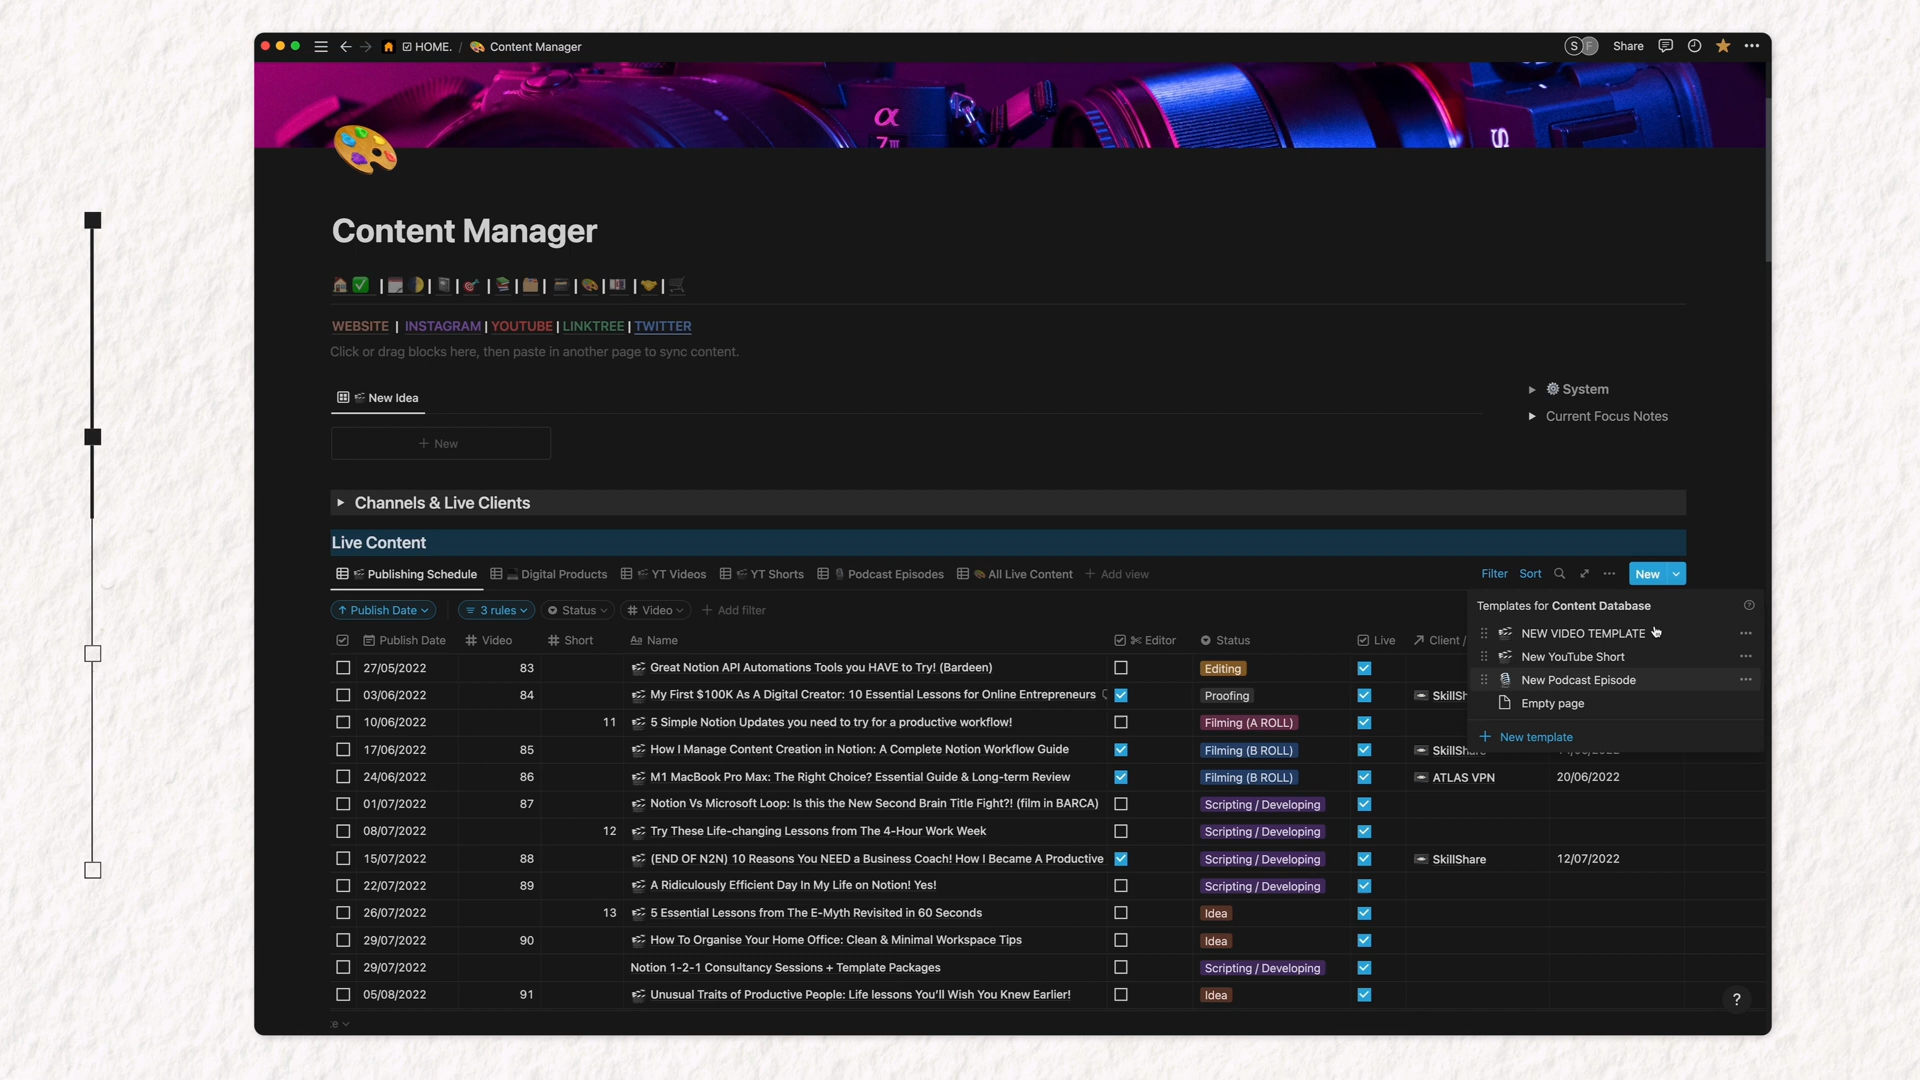 HOME. / Content Manager
S F Share
α
7III
Content Manager
| | | | | | | | |
WEBSITE | INSTAGRAM | YOUTUBE | LINKTREE | TWITTER
Click or drag blocks here, then paste in another page to sync content.
New Idea
System
Current Focus Notes
+ New
Channels & Live Clients
Live Content
Publishing Schedule Digital Products YT Videos YT Shorts Podcast Episodes All Live Content + Add view
Filter Sort New
Publish Date 3 rules Status # Video + Add filter
Templates for Content Database
NEW VIDEO TEMPLATE
New YouTube Short
New Podcast Episode
Empty page
+ New template
Publish Date # Video # Short Aa Name Editor Status Live Client /
27/05/2022 83 Great Notion API Automations Tools you HAVE to Try! (Bardeen) Editing
03/06/2022 84 My First $100K As A Digital Creator: 10 Essential Lessons for Online Entrepreneurs Proofing SkillSh
10/06/2022 11 5 Simple Notion Updates you need to try for a productive workflow! Filming (A ROLL)
17/06/2022 85 How I Manage Content Creation in Notion: A Complete Notion Workflow Guide Filming (B ROLL) SkillShare
24/06/2022 86 M1 MacBook Pro Max: The Right Choice? Essential Guide & Long-term Review Filming (B ROLL) ATLAS VPN 20/06/2022
01/07/2022 87 Notion Vs Microsoft Loop: Is this the New Second Brain Title Fight?! (film in BARCA) Scripting / Developing
08/07/2022 12 Try These Life-changing Lessons from The 4-Hour Work Week Scripting / Developing
15/07/2022 88 (END OF N2N) 10 Reasons You NEED a Business Coach! How I Became A Productive Scripting / Developing SkillShare 12/07/2022
22/07/2022 89 A Ridiculously Efficient Day In My Life on Notion! Yes! Scripting / Developing
26/07/2022 13 5 Essential Lessons from The E-Myth Revisited in 60 Seconds Idea
29/07/2022 90 How To Organise Your Home Office: Clean & Minimal Workspace Tips Idea
29/07/2022 Notion 1-2-1 Consultancy Sessions + Template Packages Scripting / Developing
05/08/2022 91 Unusual Traits of Productive People: Life lessons You'll Wish You Knew Earlier! Idea
?